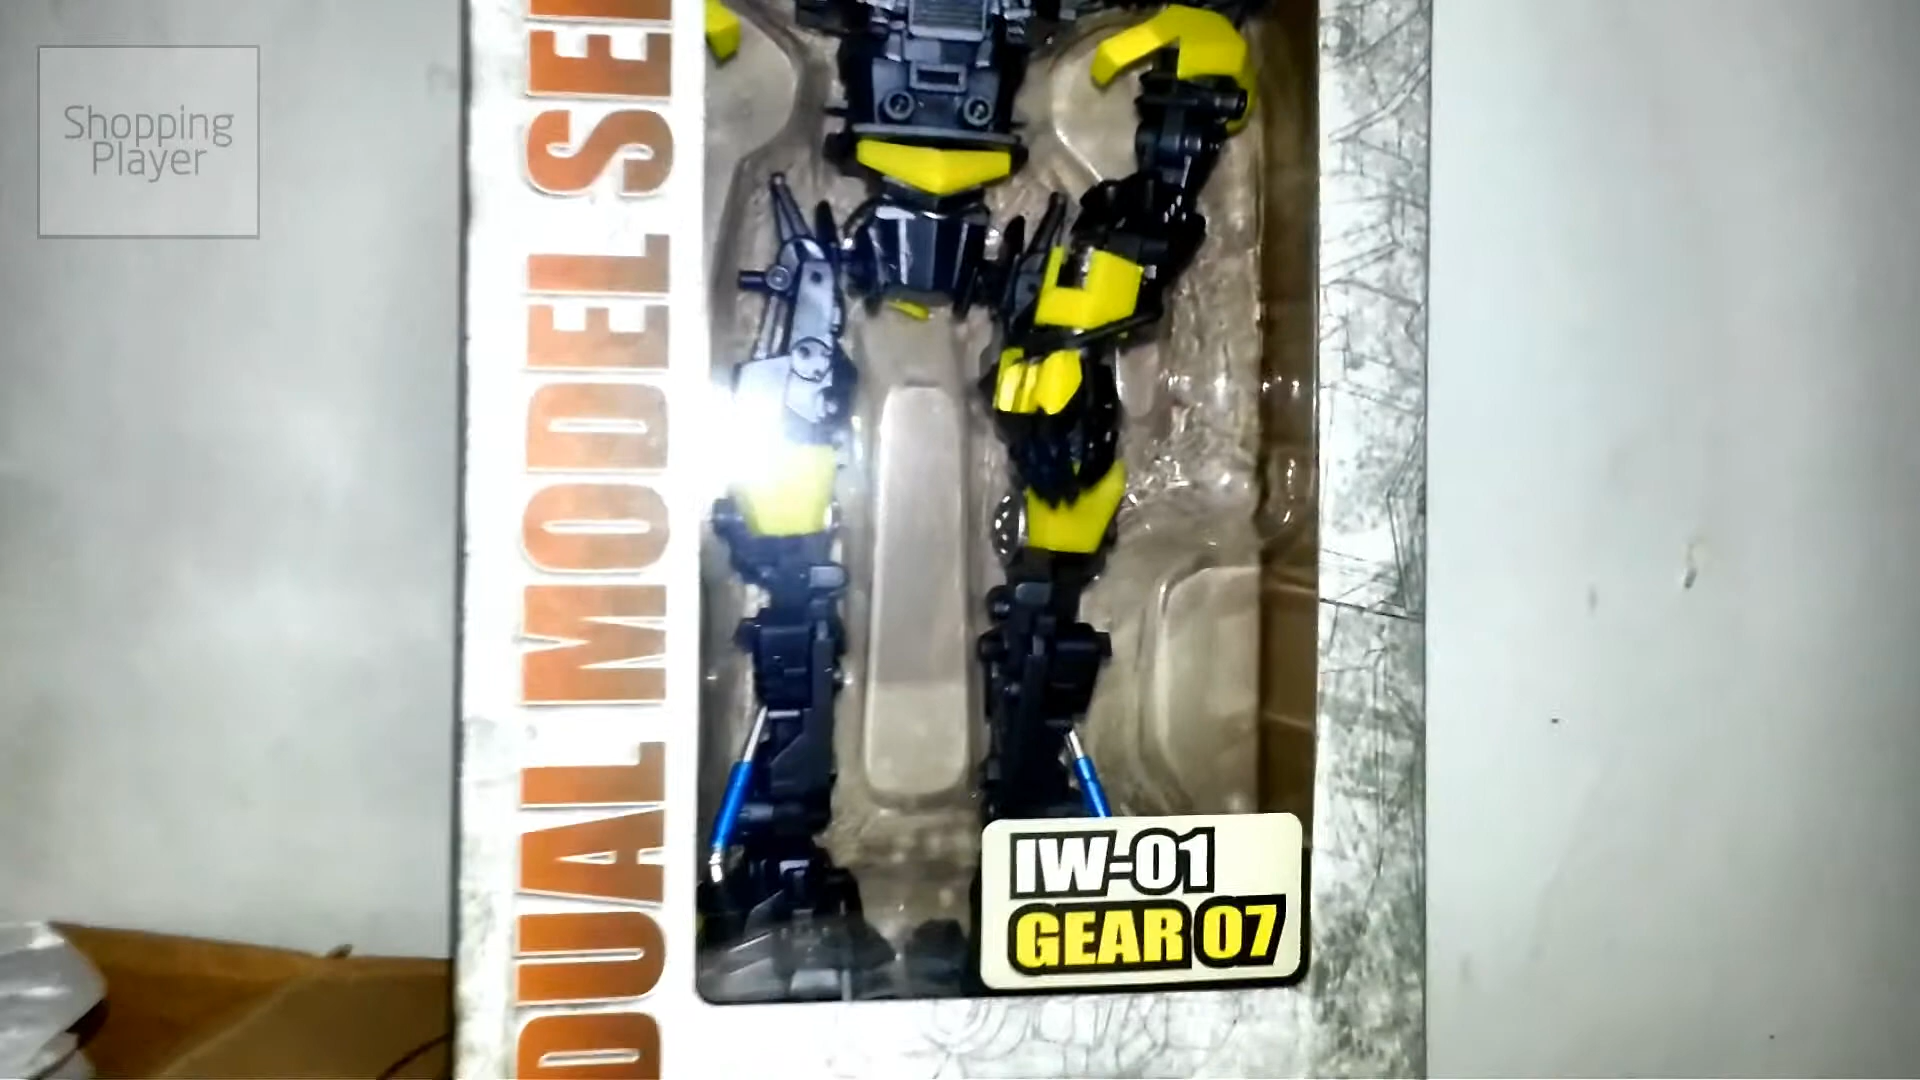 Shopping
Player
DUAL MODEL SE
IW-01
GEAR 07